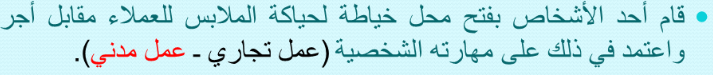 • قام أحد الأشخاص بفتح محل خياطة لحياكة الملابس للعملاء مقابل أجر
واعتمد في ذلك على مهارته الشخصية (عمل تجاري - عمل مدني).